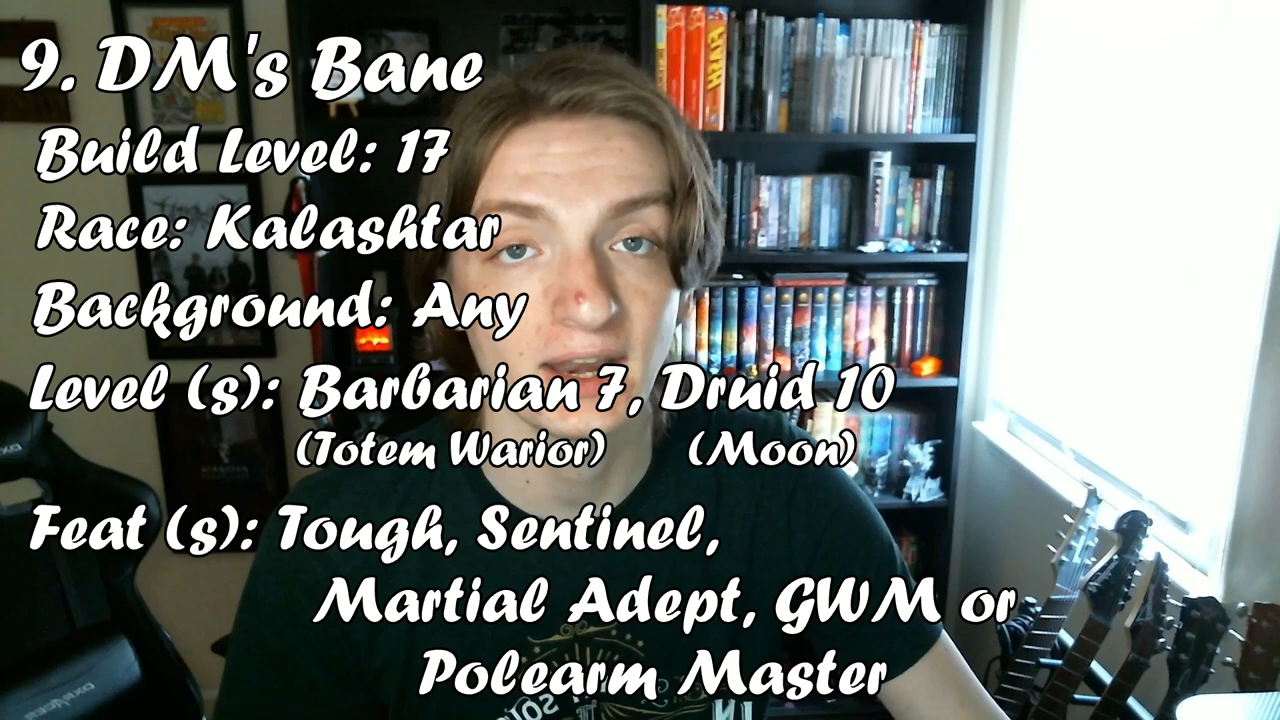 9. DM's Bane
Build Level: 17
Race: Kalashtar
Background: Any
Level (s): Barbarian 7, Druid 10
(Totem Warior) (Moon)
Feat (s): Tough, Sentinel,
Martial Adept, GWM or
Polearm Master